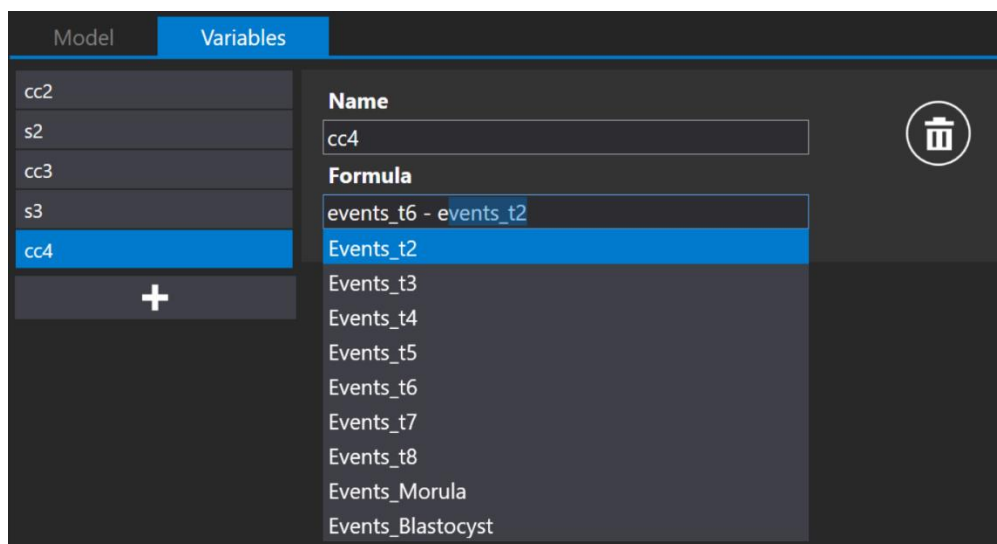 Model Variables
cc2
s2
cc3
s3
cc4
Name
cc4
Formula
events_t6 - events_t2
Events_t2
Events_t3
Events_t4
Events_t5
Events_t6
Events_t7
Events_t8
Events_Morula
Events_Blastocyst